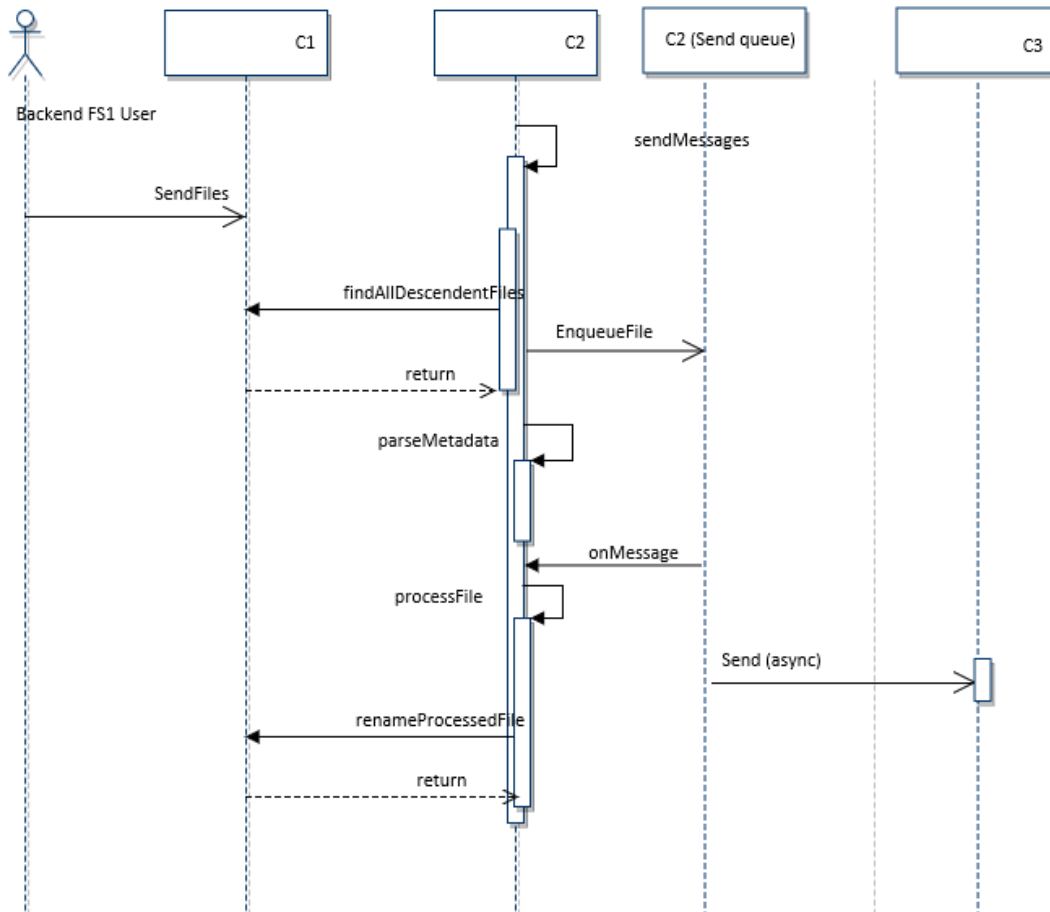 C1
C2
C2 (Send queue)
C3
Backend FS1 User
sendMessages
SendFiles
findAllDescendentFiles
EnqueueFile
return
parseMetadata
onMessage
processFile
Send (async)
renameProcessedFile
return